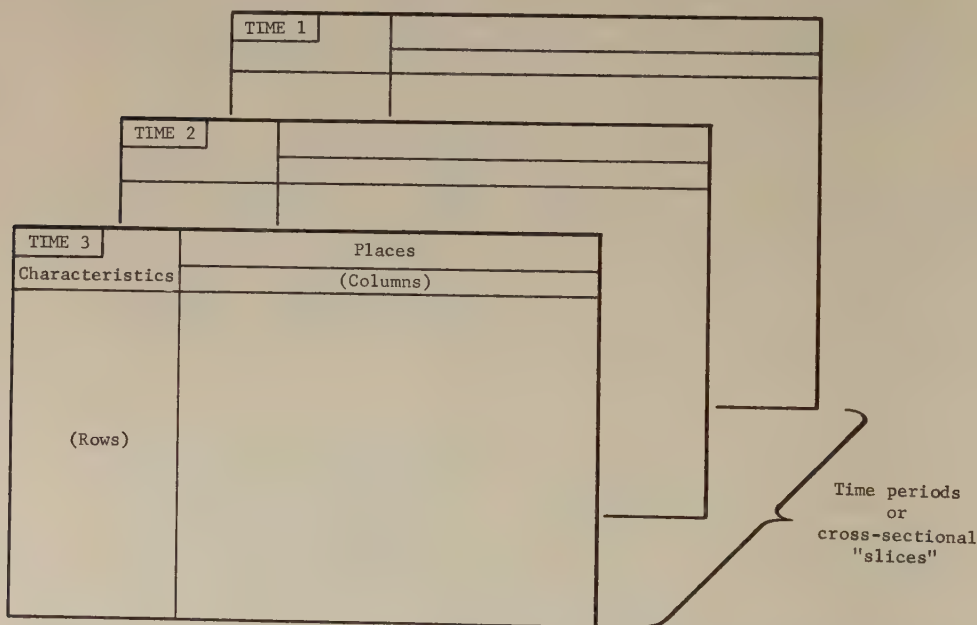 TIME 1
TIME 2
TIME 3
Places
Characteristics
(Columns)
(Rows)
Time periods
or
cross-sectional
"slices"